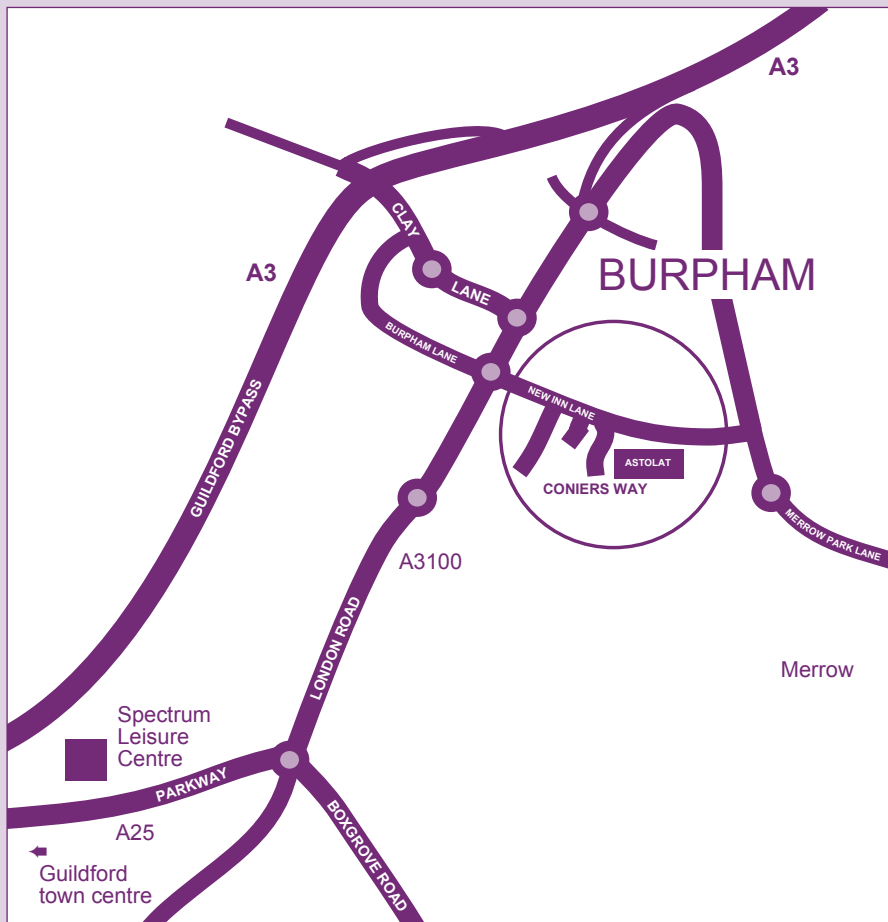 A3
CLAY
A3
LANE
BURPHAM
BURPHAM LANE
NEW INN LANE
GUILDFORD BYPASS
ASTOLAT
CONIERS WAY
MERROW PARK LANE
A3100
LONDON ROAD
Merrow
Spectrum
Leisure
Centre
PARKWAY
A25
BOXGROVE ROAD
Guildford
town centre